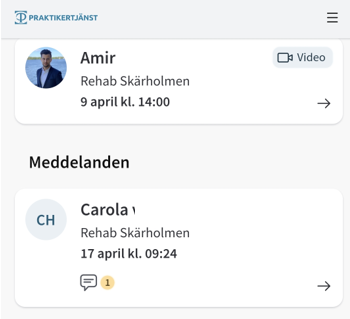 PRAKTIKERTJÄNST
Amir
Video
Rehab Skärholmen
9 april kl. 14:00
Meddelanden
CH
Carola
Rehab Skärholmen
17 april kl. 09:24
1